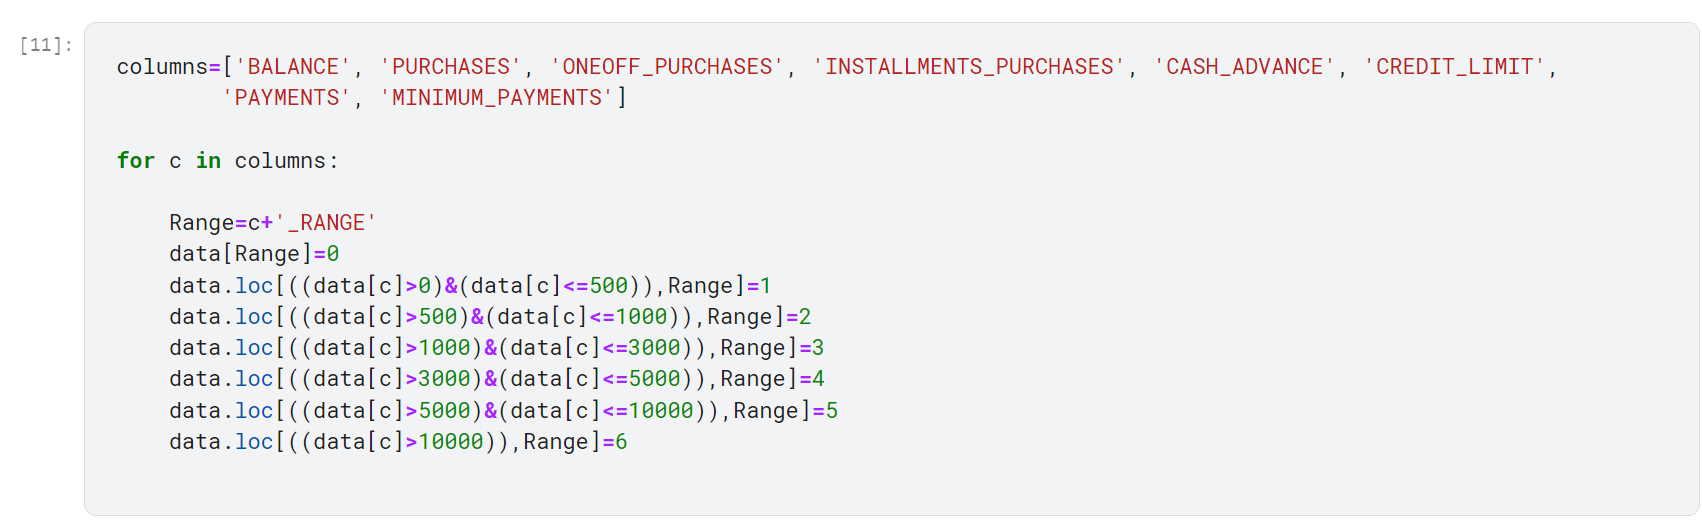 [11]:
columns=['BALANCE', 'PURCHASES', 'ONEOFF_PURCHASES', 'INSTALLMENTS_PURCHASES', 'CASH_ADVANCE', 'CREDIT_LIMIT',
        'PAYMENTS', 'MINIMUM_PAYMENTS']
for c in columns:
    Range=c+'_RANGE'
    data[Range]=0
    data.loc[((data[c]>0)&(data[c]<=500)),Range]=1
    data.loc[((data[c]>500)&(data[c]<=1000)),Range]=2
    data.loc[((data[c]>1000)&(data[c]<=3000)),Range]=3
    data.loc[((data[c]>3000)&(data[c]<=5000)),Range]=4
    data.loc[((data[c]>5000)&(data[c]<=10000)),Range]=5
    data.loc[((data[c]>10000)),Range]=6